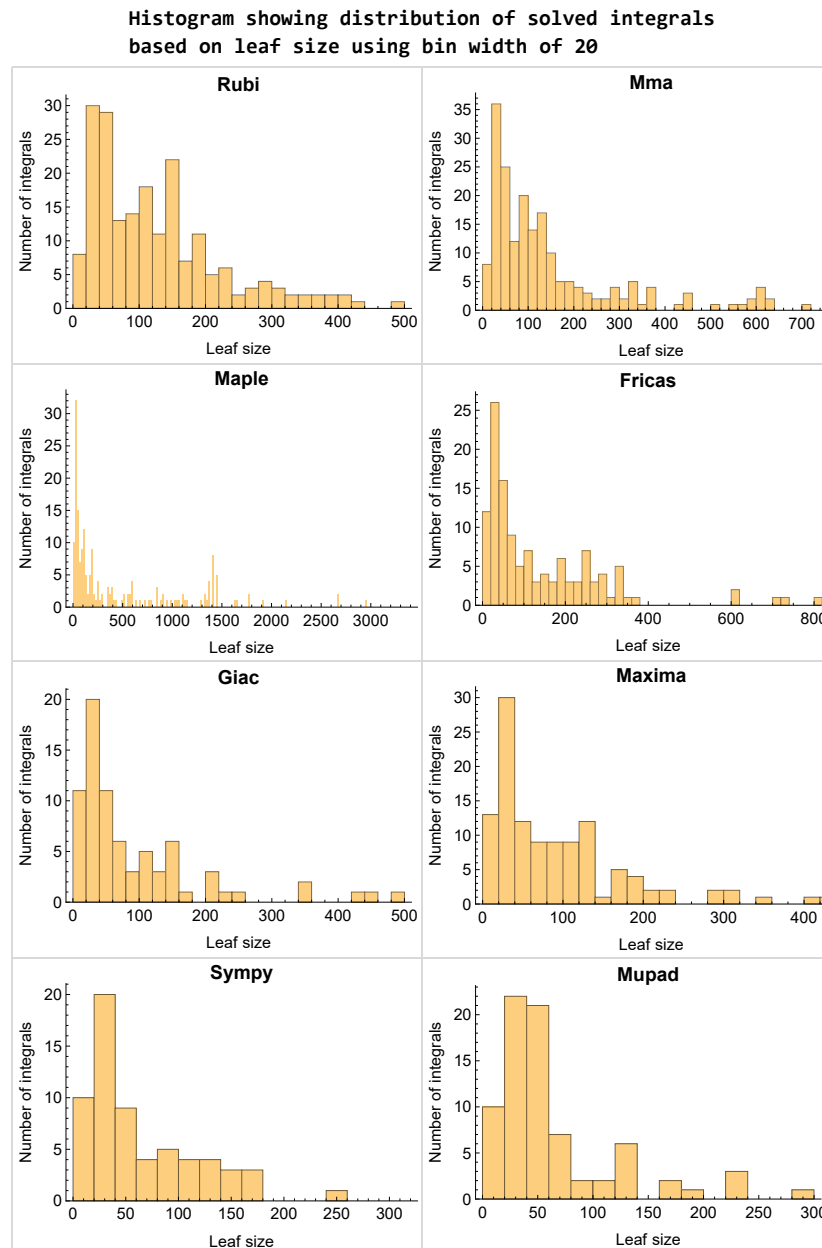 Histogram showing distribution of solved integrals
based on leaf size using bin width of 20
Rubi
Number of integrals
30
25
20
15
10
5
0
0 100 200 300 400 500
Leaf size
Mma
Number of integrals
35
30
25
20
15
10
5
0
0 100 200 300 400 500 600 700
Leaf size
Maple
Number of integrals
30
25
20
15
10
5
0
0 500 1000 1500 2000 2500 3000
Leaf size
Fricas
Number of integrals
25
20
15
10
5
0
0 200 400 600 800
Leaf size
Giac
Number of integrals
20
15
10
5
0
0 100 200 300 400 500
Leaf size
Maxima
Number of integrals
30
25
20
15
10
5
0
0 100 200 300 400
Leaf size
Sympy
Number of integrals
20
15
10
5
0
0 50 100 150 200 250 300
Leaf size
Mupad
Number of integrals
20
15
10
5
0
0 50 100 150 200 250 300
Leaf size